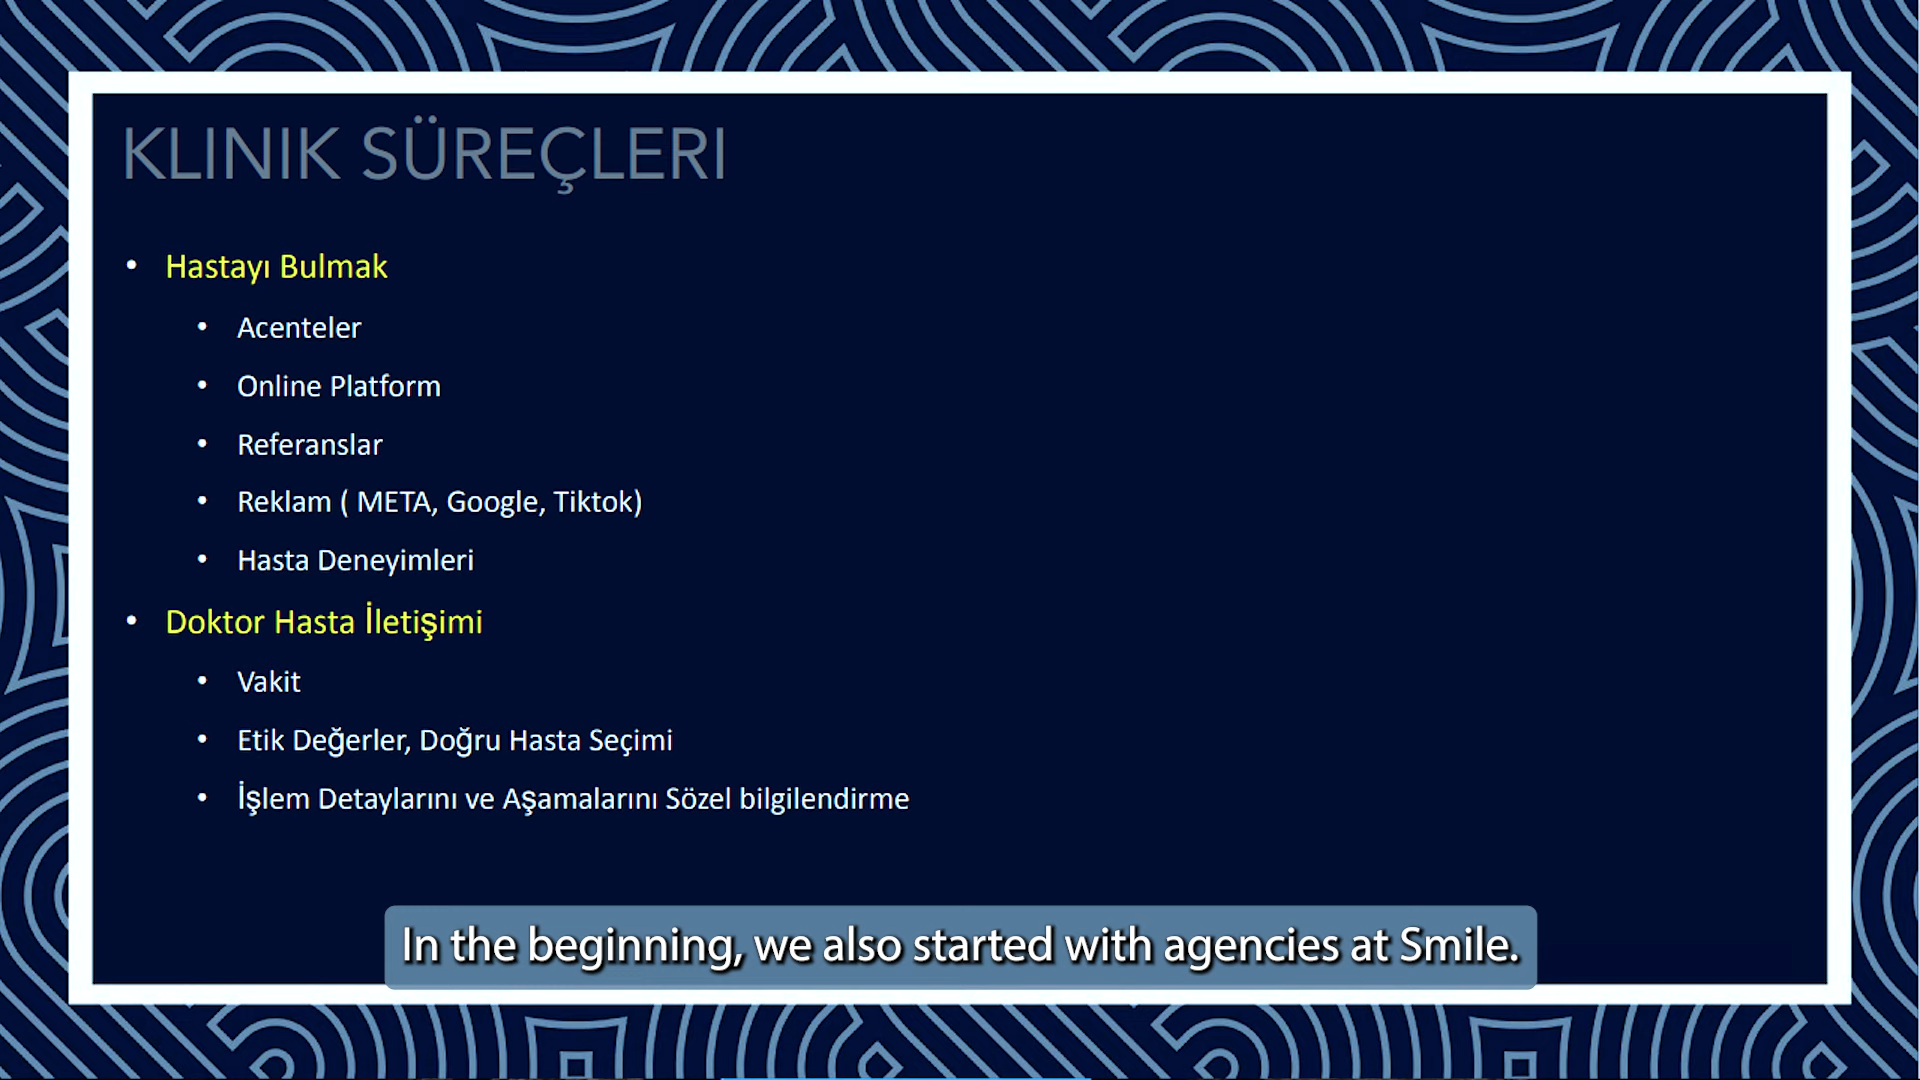 KLINIK SÜREÇLERI
• Hastayı Bulmak
• Acenteler
• Online Platform
• Referanslar
• Reklam ( META, Google, Tiktok)
• Hasta Deneyimleri
• Doktor Hasta İletişimi
• Vakit
• Etik Değerler, Doğru Hasta Seçimi
• İşlem Detaylarını ve Aşamalarını Sözel bilgilendirme
In the beginning, we also started with agencies at Smile.